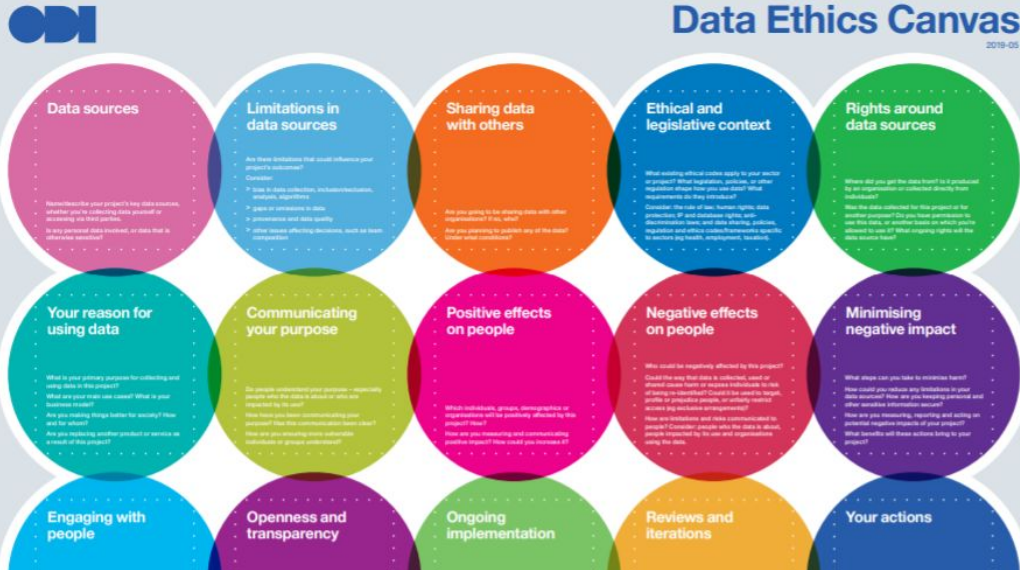 ODI
Data Ethics Canvas
2019-05
Data sources
Name/describe your project's key data sources,
whether you're collecting data yourself or
accessing via third parties.
Is any personal data involved, or data that is
otherwise sensitive?
Limitations in
data sources
Are there limitations that could influence your
project's outcomes?
Consider:
> bias in data collection, inclusion/exclusion,
analysis, algorithms
> gaps or omissions in data
> provenance and data quality
> other issues affecting decisions, such as team
composition
Sharing data
with others
Are you going to be sharing data with other
organisations? If so, who?
Are you planning to publish any of the data?
Under what conditions?
Ethical and
legislative context
What existing ethical codes apply to your sector
or project? What legislation, policies, or other
regulation shape how you use data? What
requirements do they introduce?
Consider: the rule of law; human rights; data
protection; IP and database rights; anti-
discrimination laws; and data sharing, policies,
regulation and ethics codes/frameworks specific
to sectors (eg health, employment, taxation).
Rights around
data sources
Where did you get the data from? Is it produced
by an organisation or collected directly from
individuals?
Was the data collected for this project or for
another purpose? Do you have permission to
use this data, or another basis on which you're
allowed to use it? What ongoing rights will the
data source have?
Your reason for
using data
What is your primary purpose for collecting and
using data in this project?
What are your main use cases? What is your
business model?
Are you making things better for society? How
and for whom?
Are you replacing another product or service as
a result of this project?
Communicating
your purpose
Do people understand your purpose – especially
people who the data is about or who are
impacted by its use?
How have you been communicating your
purpose? Has this communication been clear?
How are you ensuring more vulnerable
individuals or groups understand?
Positive effects
on people
Which individuals, groups, demographics or
organisations will be positively affected by this
project? How?
How are you measuring and communicating
positive impact? How could you increase it?
Negative effects
on people
Who could be negatively affected by this project?
Could the way that data is collected, used or
shared cause harm or expose individuals to risk
of being re-identified? Could it be used to target,
profile or prejudice people, or unfairly restrict
access (eg exclusive arrangements)?
How are limitations and risks communicated to
people? Consider: people who the data is about,
people impacted by its use and organisations
using the data.
Minimising
negative impact
What steps can you take to minimise harm?
How could you reduce any limitations in your
data sources? How are you keeping personal and
other sensitive information secure?
How are you measuring, reporting and acting on
potential negative impacts of your project?
What benefits will these actions bring to your
project?
Engaging with
people
Openness and
transparency
Ongoing
implementation
Reviews and
iterations
Your actions